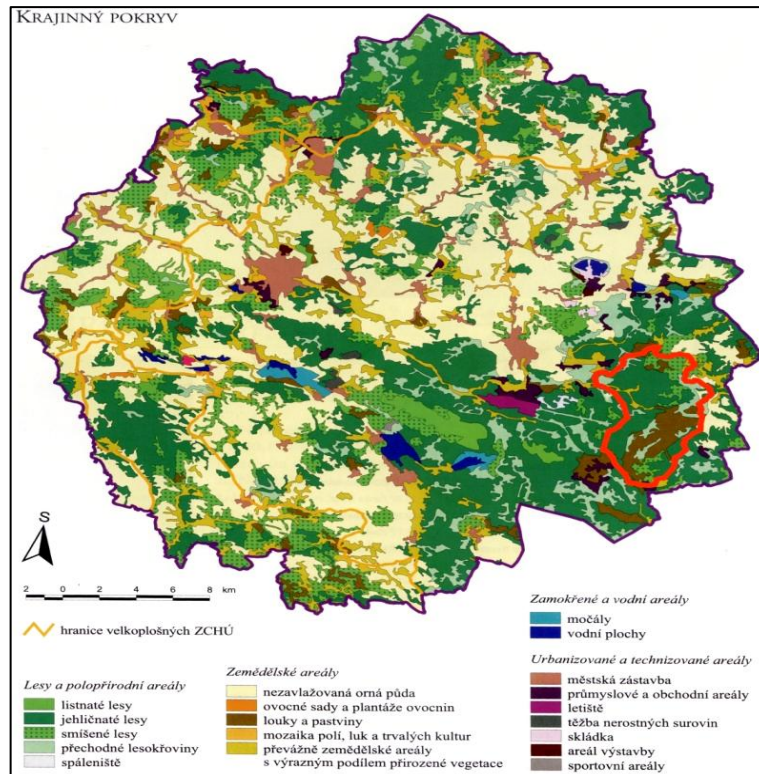 KRAJINNÝ POKRYV
S
2 0 2 4 6 8 km
hranice velkoplošných ZCHÚ
Lesy a polopřírodní areály
listnaté lesy
jehličnaté lesy
smíšené lesy
přechodné lesokřoviny
spáleniště
Zemědělské areály
nezavlažovaná orná půda
ovocné sady a plantáže ovocnin
louky a pastviny
mozaika polí, luk a trvalých kultur
převážně zemědělské areály
s výrazným podílem přirozené vegetace
Zamokřené a vodní areály
močály
vodní plochy
Urbanizované a technizované areály
městská zástavba
průmyslové a obchodní areály
letiště
těžba nerostných surovin
skládka
areál výstavby
sportovní areály